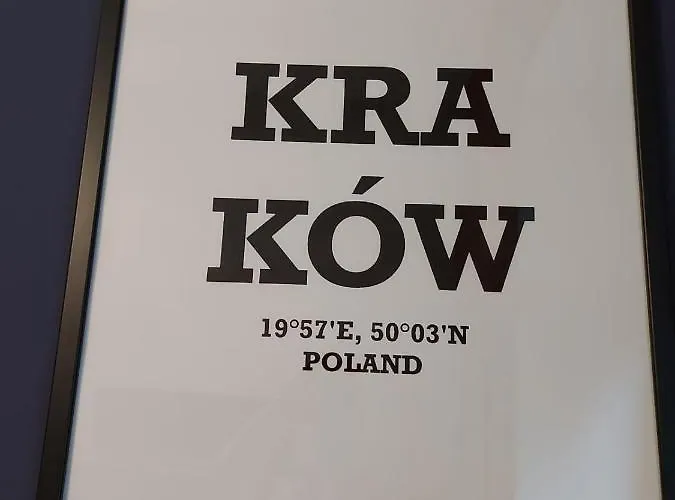 KRA
KÓW
19°57'E, 50°03'N
POLAND